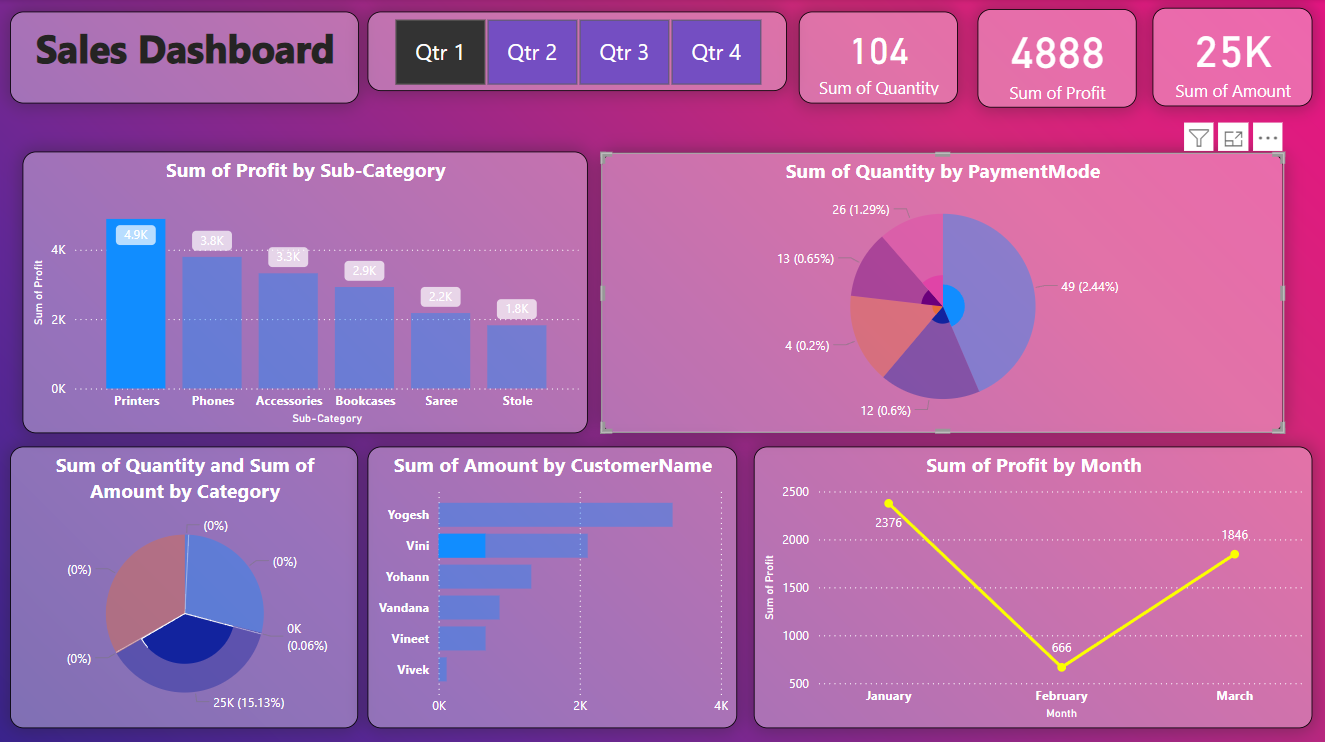 Sales Dashboard
Qtr 1
Qtr 2
Qtr 3
Qtr 4
104
Sum of Quantity
4888
Sum of Profit
25K
Sum of Amount
Sum of Profit by Sub-Category
Sum of Profit
4K
2K
0K
4.9K
3.8K
3.3K
2.9K
2.2K
1.8K
Printers
Phones
Accessories
Bookcases
Saree
Stole
Sub-Category
Sum of Quantity by PaymentMode
26 (1.29%)
13 (0.65%)
49 (2.44%)
4 (0.2%)
12 (0.6%)
Sum of Quantity and Sum of
Amount by Category
(0%)
(0%)
(0%)
0K
(0.06%)
(0%)
25K (15.13%)
Sum of Amount by CustomerName
Yogesh
Vini
Yohann
Vandana
Vineet
Vivek
0K
2K
4K
Sum of Profit by Month
Sum of Profit
2500
2000
1500
1000
500
2376
666
1846
January
February
March
Month